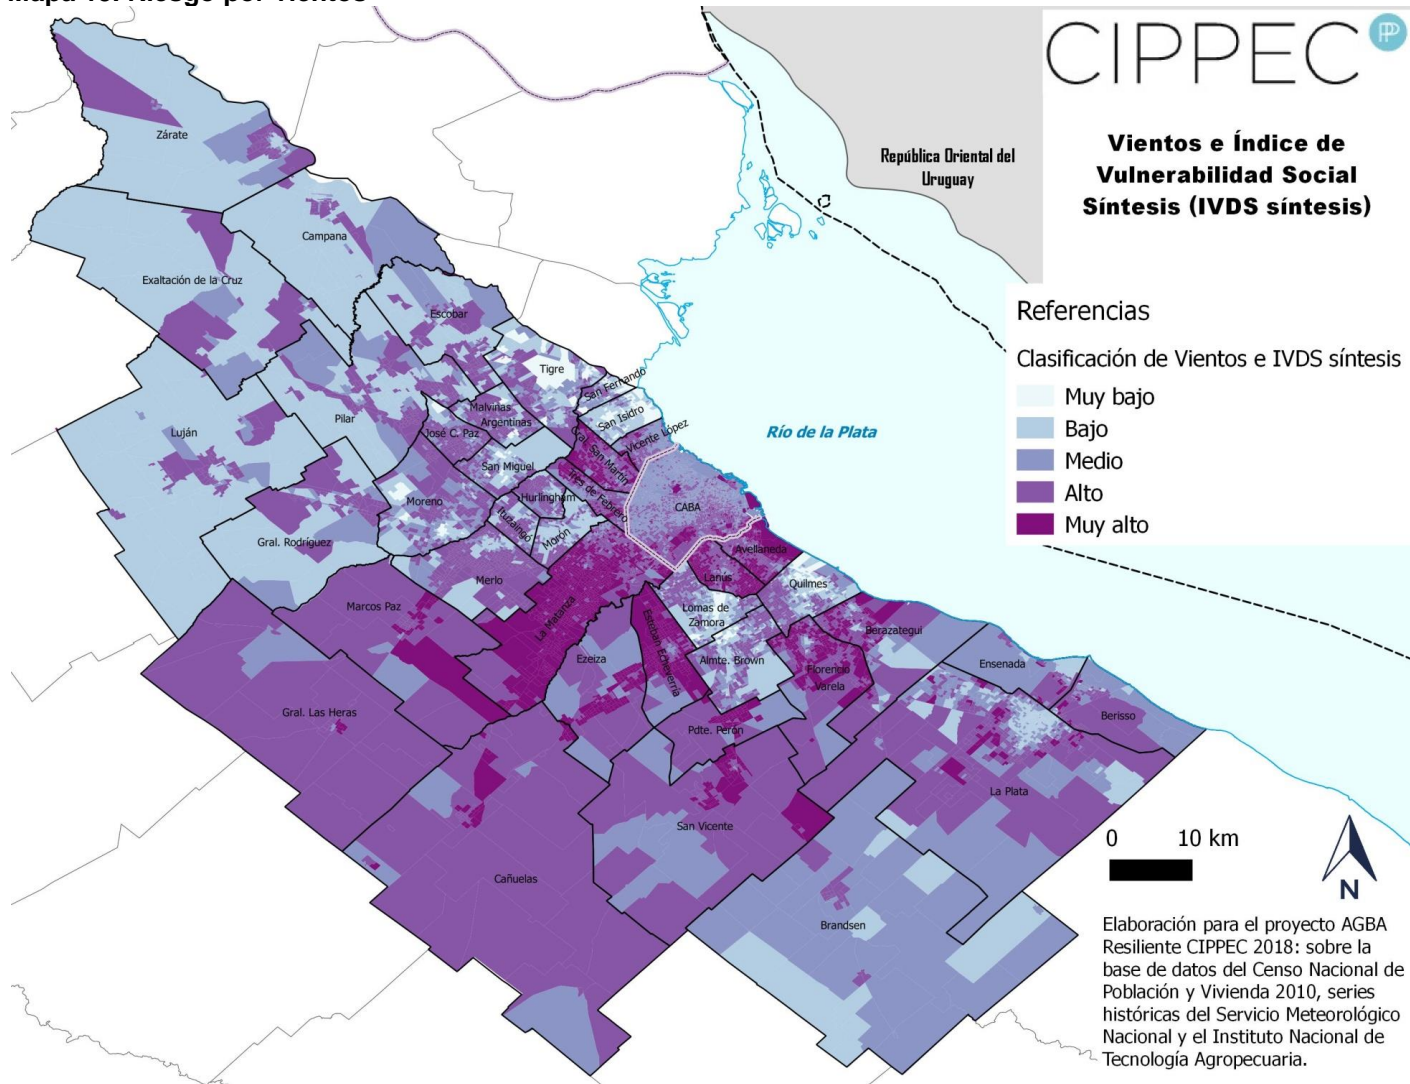 Mapa 16. Riesgo por vientos
CIPPEC
PP
Vientos e Índice de
Vulnerabilidad Social
Síntesis (IVDS síntesis)
República Oriental del
Uruguay
Referencias
Clasificación de Vientos e IVDS síntesis
Muy bajo
Bajo
Medio
Alto
Muy alto
Río de la Plata
Zárate
Campana
Exaltación de la Cruz
Escobar
Tigre
San Fernando
San Isidro
Vicente López
Malvinas
Argentinas
José C. Paz
Pilar
Luján
San Miguel
Gral. San Martín
Tres de Febrero
Hurlingham
Ituzaingó
Morón
Moreno
Gral. Rodríguez
CABA
Avellaneda
Lanús
Quilmes
Merlo
Marcos Paz
La Matanza
Lomas de
Zamora
Berazategui
Esteban Echeverría
Ezeiza
Almte. Brown
Florencio
Varela
Ensenada
Berisso
Gral. Las Heras
Pdte. Perón
La Plata
San Vicente
Cañuelas
Brandsen
0 10 km
N
Elaboración para el proyecto AGBA
Resiliente CIPPEC 2018: sobre la
base de datos del Censo Nacional de
Población y Vivienda 2010, series
históricas del Servicio Meteorológico
Nacional y el Instituto Nacional de
Tecnología Agropecuaria.